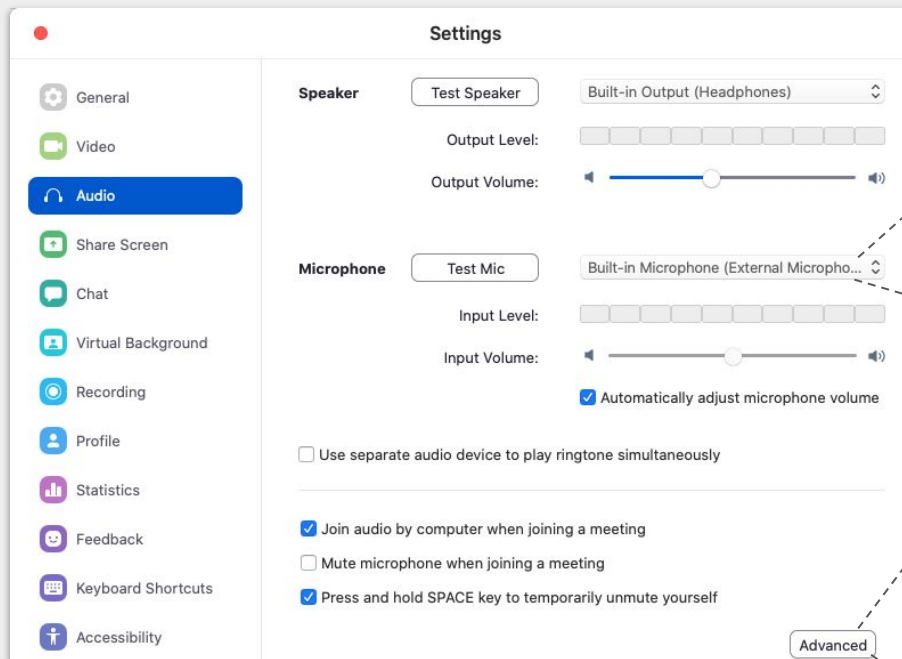 Settings
General
Video
Audio
Share Screen
Chat
Virtual Background
Recording
Profile
Statistics
Feedback
Keyboard Shortcuts
Accessibility
Speaker Test Speaker Built-in Output (Headphones)
Output Level:
Output Volume:
Microphone Test Mic Built-in Microphone (External Micropho...
Input Level:
Input Volume:
Automatically adjust microphone volume
Use separate audio device to play ringtone simultaneously
Join audio by computer when joining a meeting
Mute microphone when joining a meeting
Press and hold SPACE key to temporarily unmute yourself
Advanced